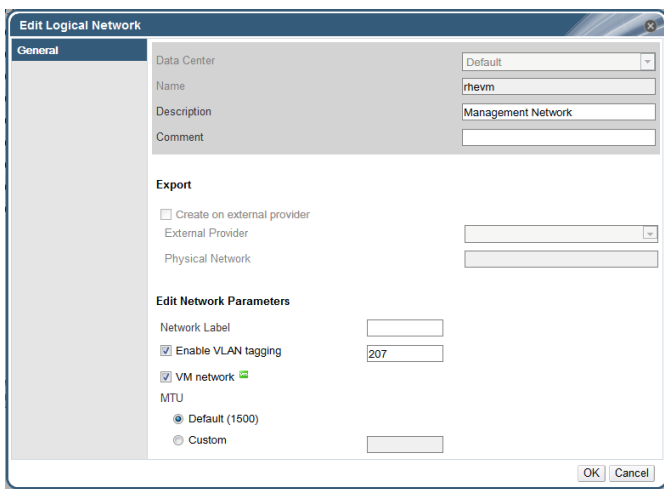 Edit Logical Network
General
Data Center Default
Name rhevm
Description Management Network
Comment
Export
Create on external provider
External Provider
Physical Network
Edit Network Parameters
Network Label
Enable VLAN tagging 207
VM network
MTU
Default (1500)
Custom
OK Cancel